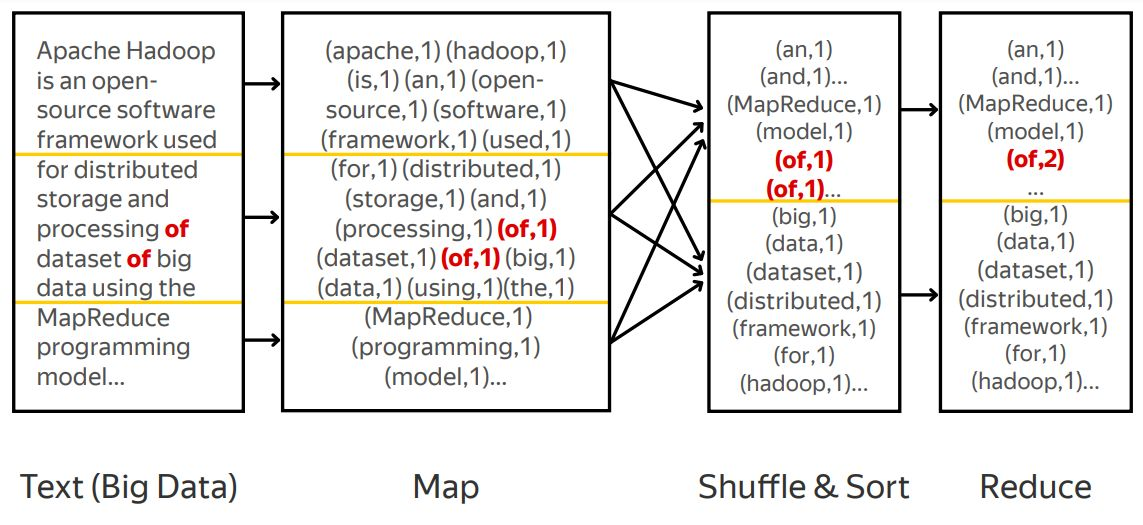 Apache Hadoop
is an open-
source software
framework used
for distributed
storage and
processing of
dataset of big
data using the
MapReduce
programming
model...
(apache,1) (hadoop,1)
(is,1) (an,1) (open-
source,1) (software,1)
(framework,1) (used,1)
(for,1) (distributed,1)
(storage,1) (and,1)
(processing,1) (of,1)
(dataset,1) (of,1) (big,1)
(data,1) (using,1)(the,1)
(MapReduce,1)
(programming,1)
(model,1)...
(an,1)
(and,1)...
(MapReduce,1)
(model,1)
(of,1)
(of,1)...
(big,1)
(data,1)
(dataset,1)
(distributed,1)
(framework,1)
(for,1)
(hadoop,1)...
(an,1)
(and,1)...
(MapReduce,1)
(model,1)
(of,2)
...
(big,1)
(data,1)
(dataset,1)
(distributed,1)
(framework,1)
(for,1)
(hadoop,1)...
Text (Big Data)
Map
Shuffle & Sort
Reduce